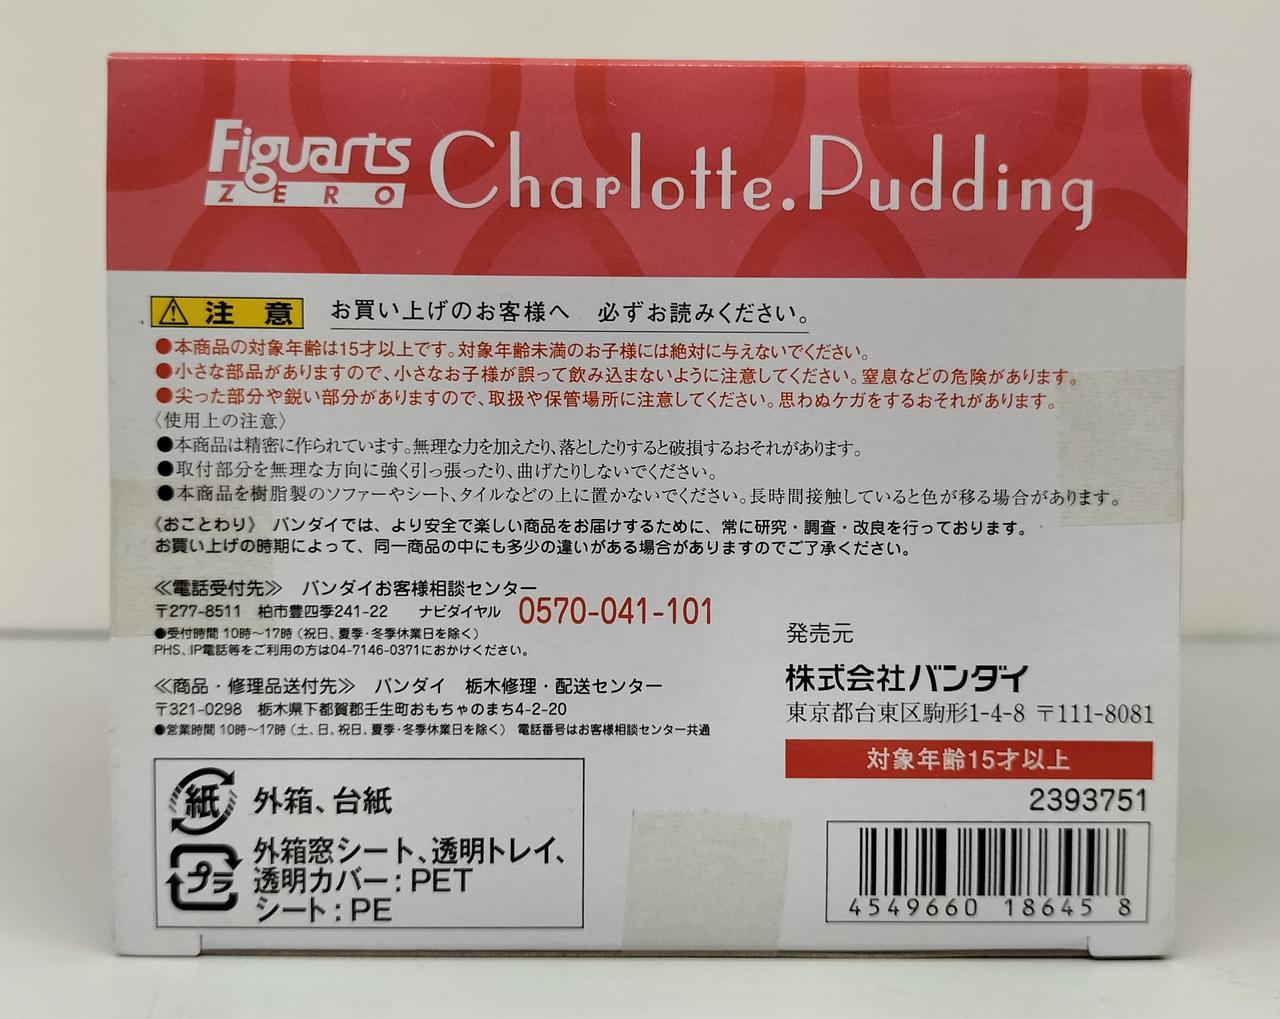 Figuarts ZERO Charlotte.Pudding
注 意 お買い上げのお客様へ 必ずお読みください。
●本商品の対象年齢は15才以上です。対象年齢未満のお子様には絶対に与えないでください。
●小さな部品がありますので、小さなお子様が誤って飲み込まないように注意してください。窒息などの危険があります。
●尖った部分や鋭い部分がありますので、取扱や保管場所に注意してください。思わぬケガをするおそれがあります。
〈使用上の注意〉
●本商品は精密に作られています。無理な力を加えたり、落としたりすると破損するおそれがあります。
●取付部分を無理な方向に強く引っ張ったり、曲げたりしないでください。
●本商品を樹脂製のソファーやシート、タイルなどの上に置かないでください。長時間接触していると色が移る場合があります。
《おことわり》 バンダイでは、より安全で楽しい商品をお届けするために、常に研究・調査・改良を行っております。
お買い上げの時期によって、同一商品の中にも多少の違いがある場合がありますのでご了承ください。
≪電話受付先≫ バンダイお客様相談センター
〒277-8511 柏市豊四季241-22 ナビダイヤル 0570-041-101
●受付時間 10時～17時（祝日、夏季・冬季休業日を除く）
PHS、IP電話等をご利用の方は04-7146-0371におかけください。
≪商品・修理品送付先≫ バンダイ 栃木修理・配送センター
〒321-0298 栃木県下都賀郡壬生町おもちゃのまち4-2-20
●営業時間 10時～17時（土、日、祝日、夏季・冬季休業日を除く） 電話番号はお客様相談センター共通
発売元
株式会社バンダイ
東京都台東区駒形1-4-8 〒111-8081
対象年齢15才以上
2393751
4549660 18645 8
紙 外箱、台紙
プラ 外箱窓シート、透明トレイ、
透明カバー：PET
シート：PE